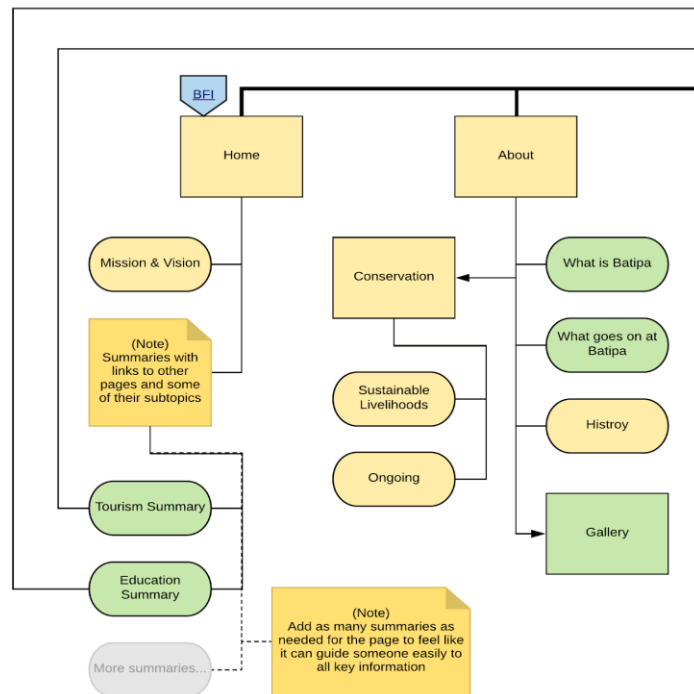 BFI
Home
About
Mission & Vision
Conservation
What is Batipa
(Note)
Summaries with
links to other
pages and some
of their subtopics
What goes on at
Batipa
Sustainable
Livelihoods
Histroy
Ongoing
Tourism Summary
Gallery
Education
Summary
(Note)
Add as many summaries as
needed for the page to feel like
it can guide someone easily to
all key information
More summaries...